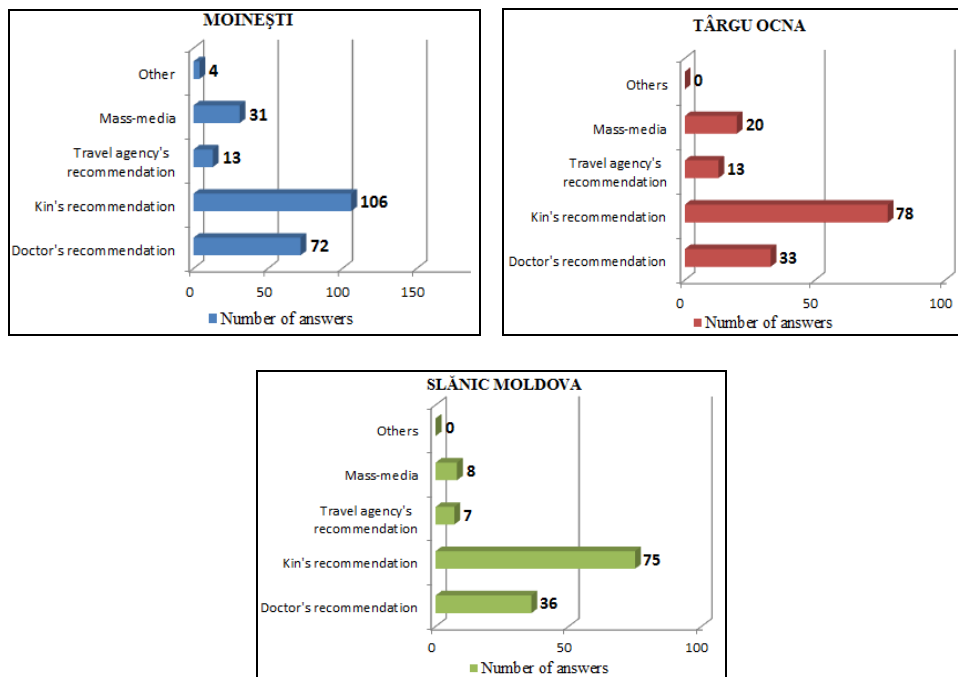 MOINEŞTI
Other
4
Mass-media
31
Travel agency's
recommendation
13
Kin's recommendation
106
Doctor's recommendation
72
0 50 100 150
Number of answers
TÂRGU OCNA
Others
0
Mass-media
20
Travel agency's
recommendation
13
Kin's recommendation
78
Doctor's recommendation
33
0 50 100
Number of answers
SLĂNIC MOLDOVA
Others
0
Mass-media
8
Travel agency's
recommendation
7
Kin's recommendation
75
Doctor's recommendation
36
0 50 100
Number of answers